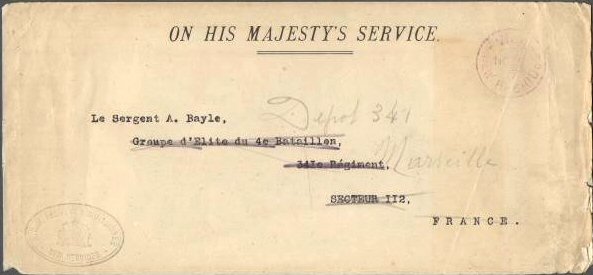 ON HIS MAJESTY'S SERVICE.
Le Sergent A. Bayle,
Depot 341
Groupe d'Elite du 4e Bataillon,
Marseille
341e Régiment,
SECTEUR 112,
FRANCE.